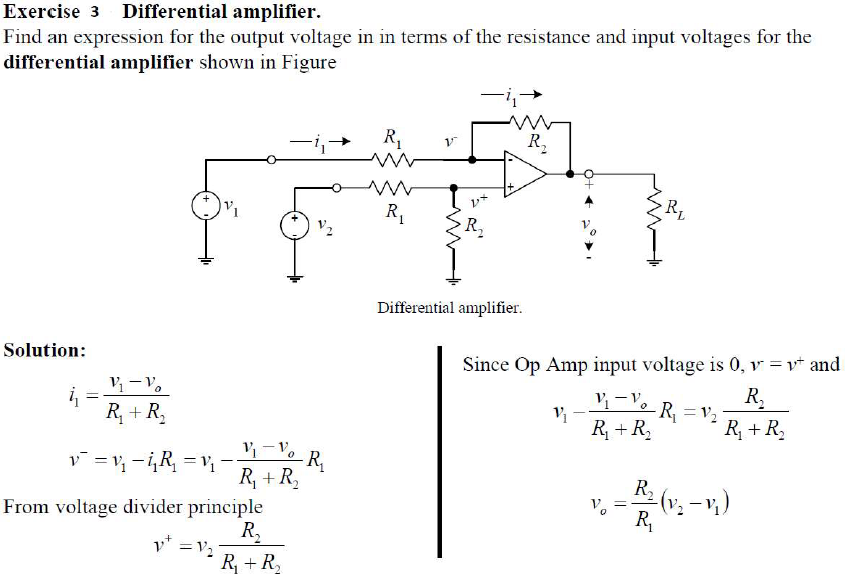 Exercise 3 Differential amplifier.
Find an expression for the output voltage in in terms of the resistance and input voltages for the
differential amplifier shown in Figure
i₁
i₁ R₁ v⁻ R₂
- +
+ - v₁
R₁
+ - v₂
v⁺
R₂
+ vₒ -
R_L
Differential amplifier.
Solution:
i₁ = (v₁ − vₒ) / (R₁ + R₂)
v⁻ = v₁ − i₁R₁ = v₁ − (v₁ − vₒ) / (R₁ + R₂) R₁
From voltage divider principle
v⁺ = v₂ R₂ / (R₁ + R₂)
Since Op Amp input voltage is 0, v⁻ = v⁺ and
v₁ − (v₁ − vₒ) / (R₁ + R₂) R₁ = v₂ R₂ / (R₁ + R₂)
vₒ = R₂ / R₁ (v₂ − v₁)